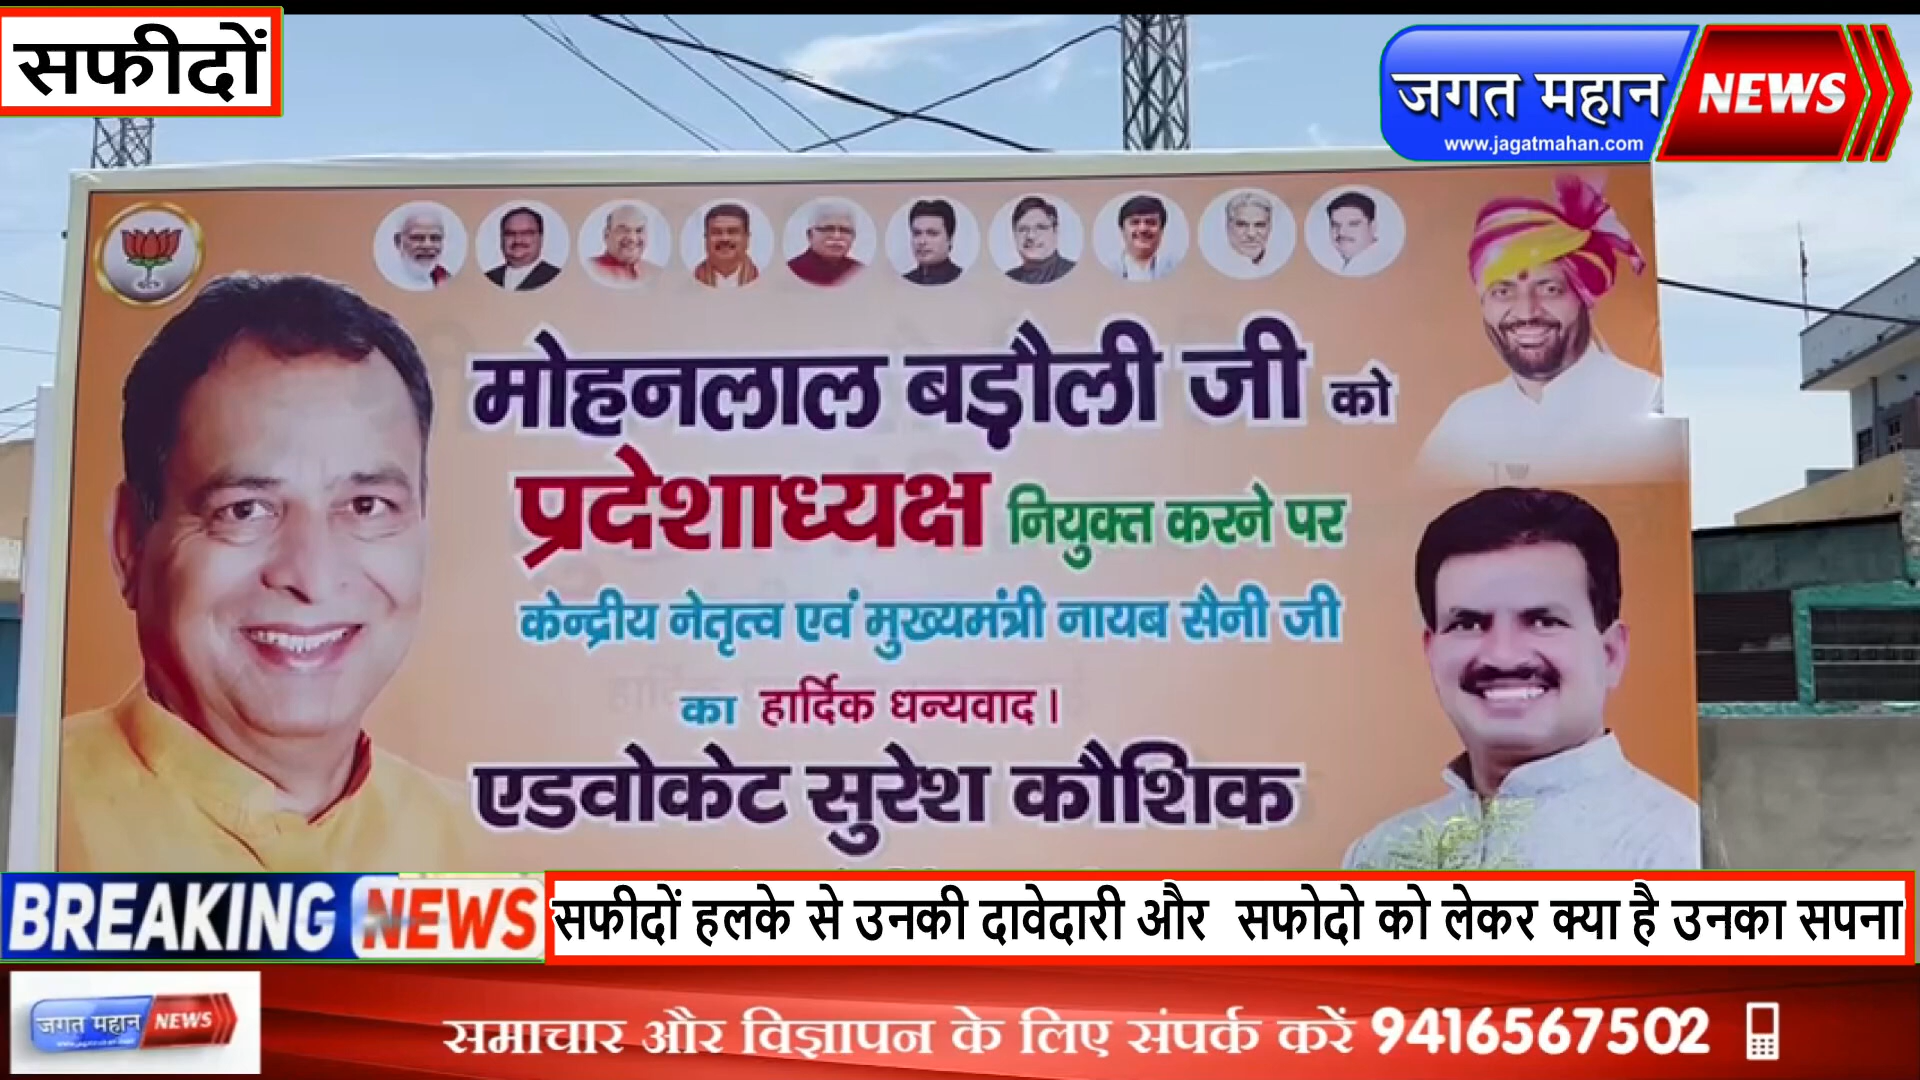 सफीदों
जगत महान NEWS
www.jagatmahan.com
मोहनलाल बड़ौली जी को
प्रदेशाध्यक्ष नियुक्त करने पर
केन्द्रीय नेतृत्व एवं मुख्यमंत्री नायब सैनी जी
का हार्दिक धन्यवाद।
एडवोकेट सुरेश कौशिक
BREAKING NEWS सफीदों हलके से उनकी दावेदारी और सफोदो को लेकर क्या है उनका सपना
जगत महान NEWS
समाचार और विज्ञापन के लिए संपर्क करें 9416567502